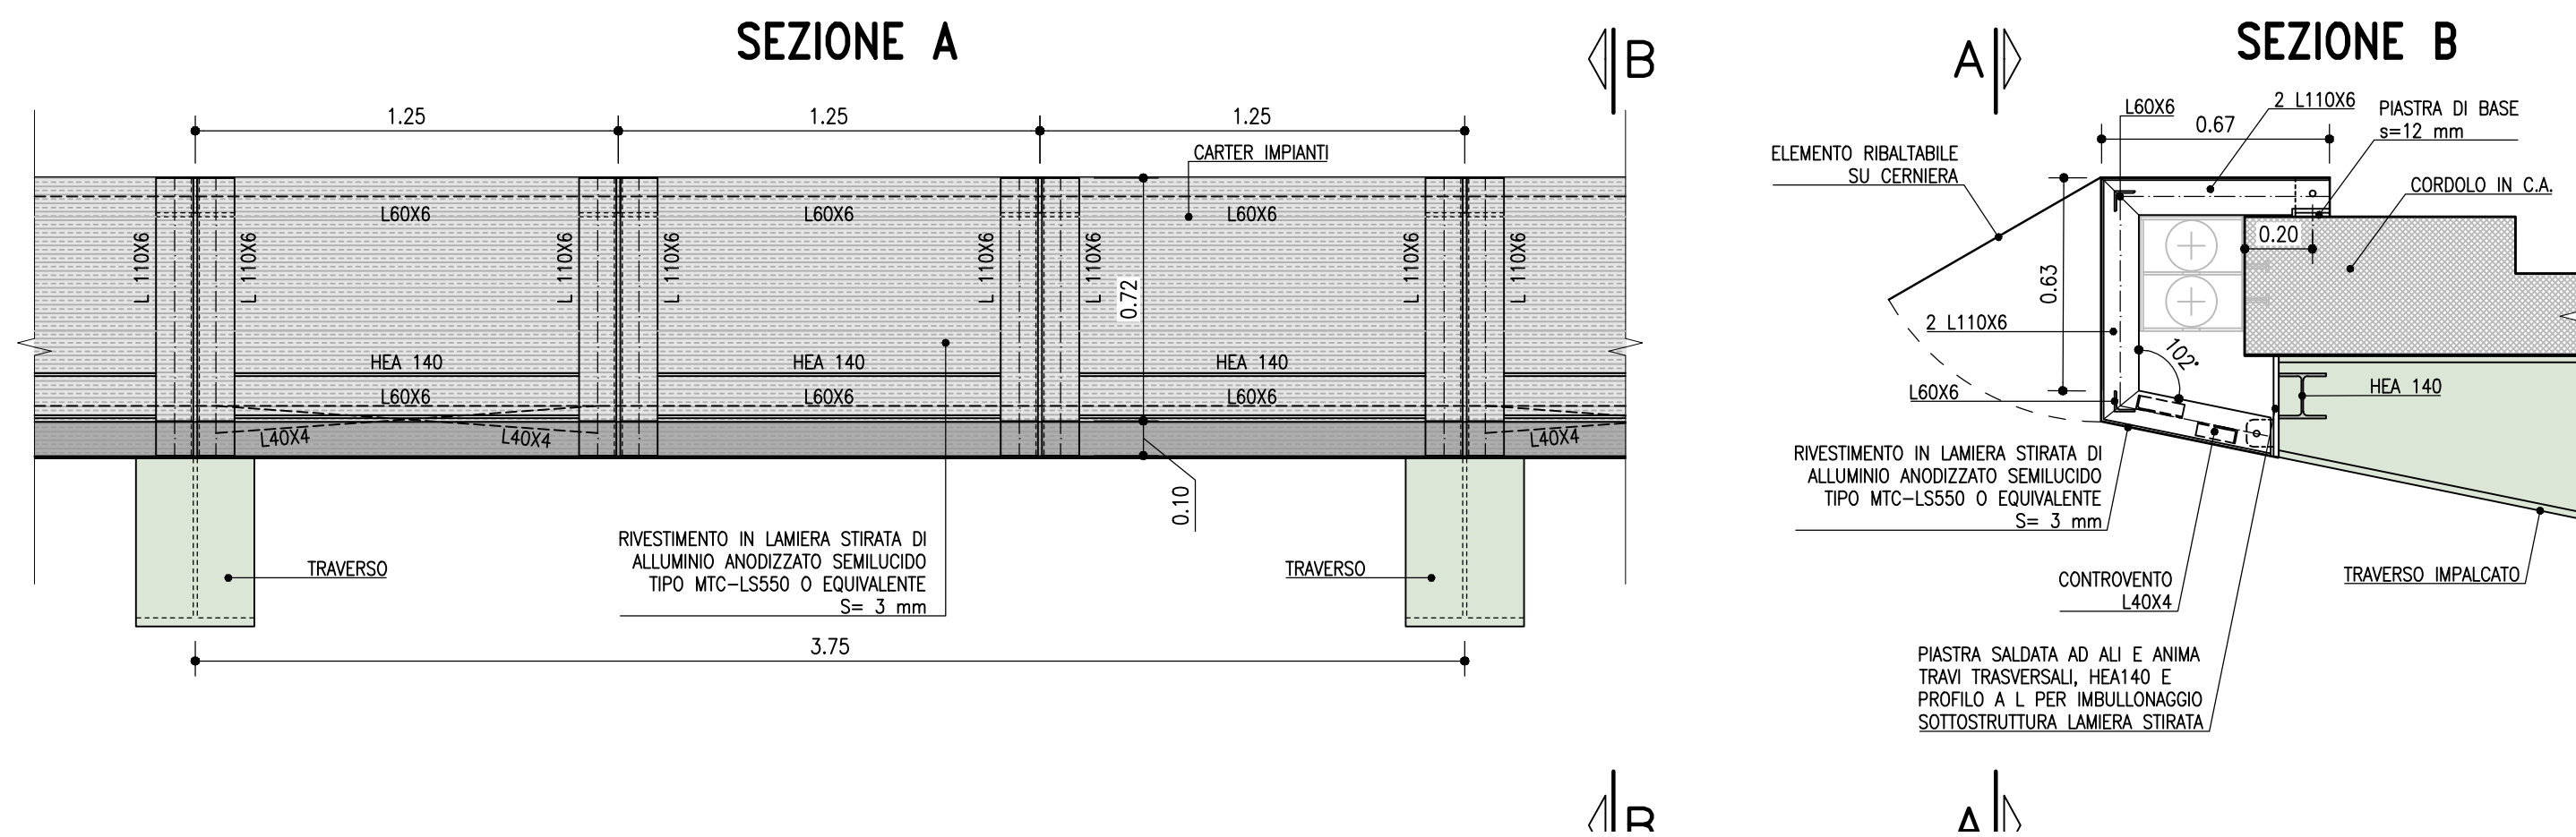 SEZIONE A
B
1.25
1.25
1.25
CARTER IMPIANTI
L60X6
L60X6
L60X6
L 110X6
L 110X6
L 110X6
L 110X6
L 110X6
L 110X6
L 110X6
L 110X6
0.72
HEA 140
HEA 140
HEA 140
L60X6
L60X6
L60X6
L40X4
L40X4
L40X4
0.10
RIVESTIMENTO IN LAMIERA STIRATA DI
ALLUMINIO ANODIZZATO SEMILUCIDO
TIPO MTC-LS550 O EQUIVALENTE
S= 3 mm
TRAVERSO
TRAVERSO
3.75
B
A
SEZIONE B
L60X6
2 L110X6
PIASTRA DI BASE
s=12 mm
0.67
ELEMENTO RIBALTABILE
SU CERNIERA
CORDOLO IN C.A.
0.20
0.63
2 L110X6
102°
L60X6
HEA 140
RIVESTIMENTO IN LAMIERA STIRATA DI
ALLUMINIO ANODIZZATO SEMILUCIDO
TIPO MTC-LS550 O EQUIVALENTE
S= 3 mm
CONTROVENTO
L40X4
TRAVERSO IMPALCATO
PIASTRA SALDATA AD ALI E ANIMA
TRAVI TRASVERSALI, HEA140 E
PROFILO A L PER IMBULLONAGGIO
SOTTOSTRUTTURA LAMIERA STIRATA
A